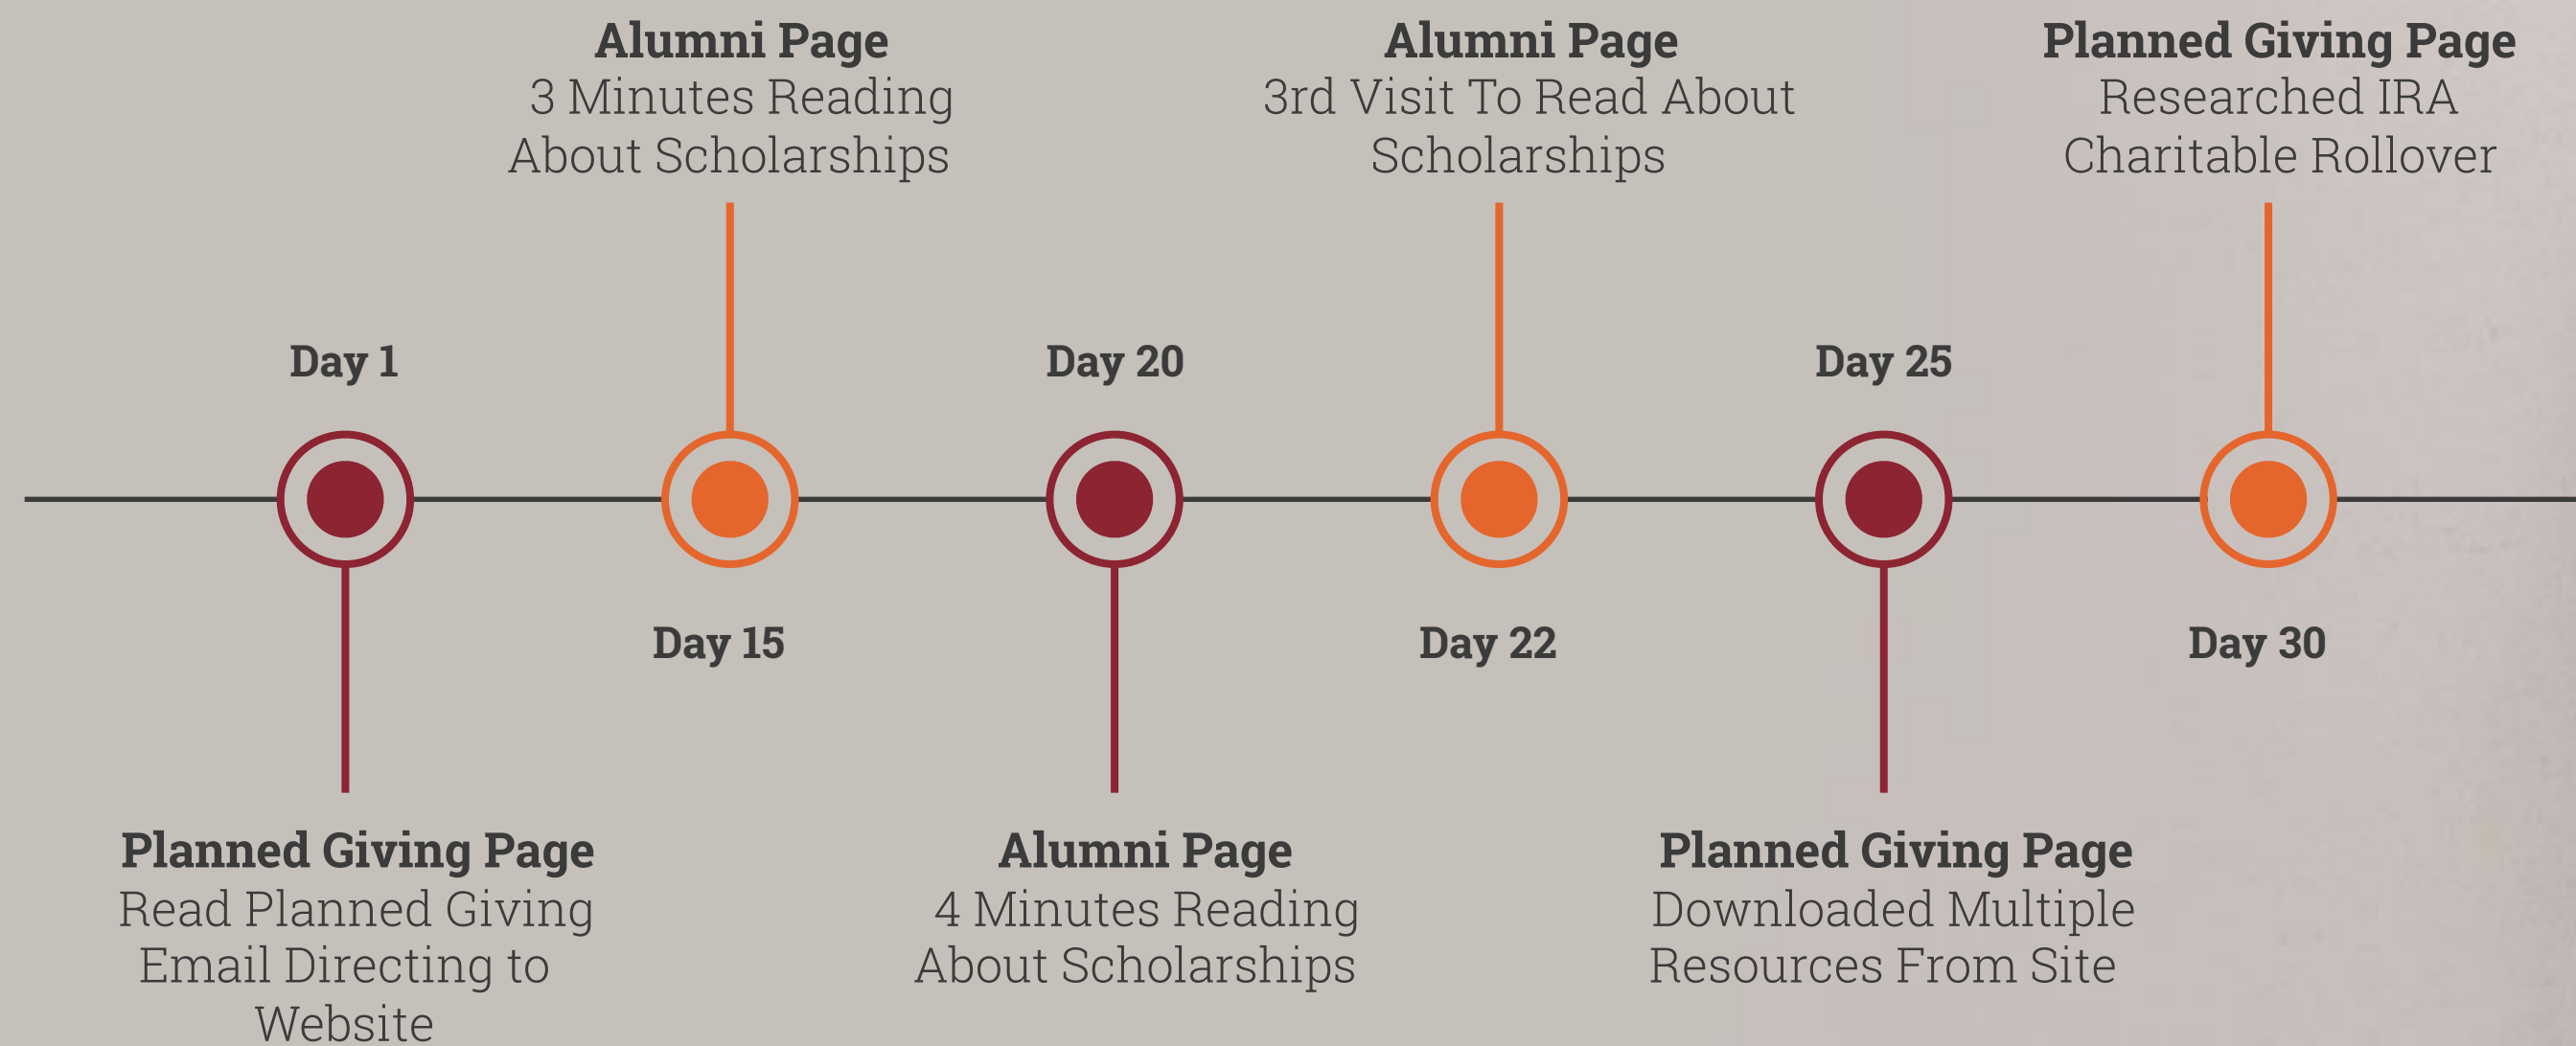 Alumni Page
3 Minutes Reading
About Scholarships
Alumni Page
3rd Visit To Read About
Scholarships
Planned Giving Page
Researched IRA
Charitable Rollover
Day 1
Day 20
Day 25
Day 15
Day 22
Day 30
Planned Giving Page
Read Planned Giving
Email Directing to
Website
Alumni Page
4 Minutes Reading
About Scholarships
Planned Giving Page
Downloaded Multiple
Resources From Site